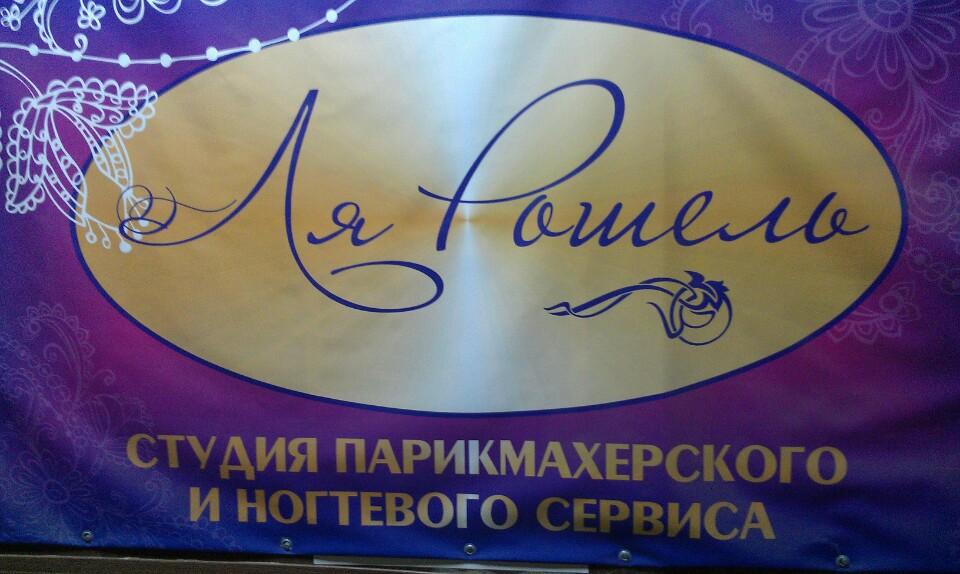 Ля Рошель
СТУДИЯ ПАРИКМАХЕРСКОГО
И НОГТЕВОГО СЕРВИСА